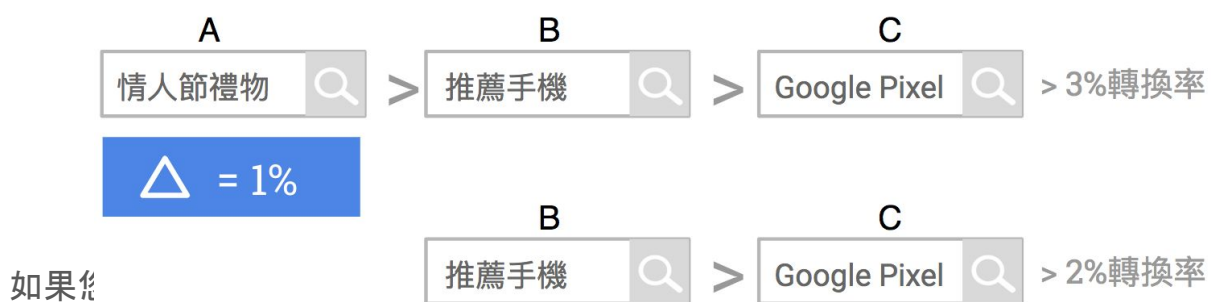 A B C
情人節禮物 > 推薦手機 > Google Pixel > 3%轉換率
△ = 1%
B C
如果 推薦手機 > Google Pixel > 2%轉換率